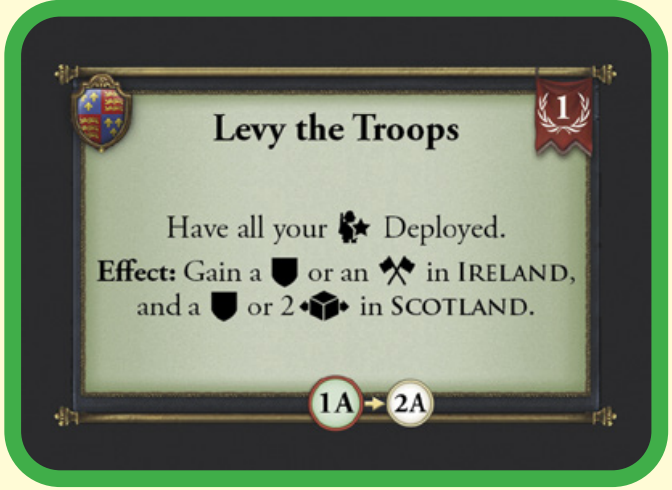 Levy the Troops
1
Have all your Deployed.
Effect: Gain a or an in IRELAND,
and a or 2 in SCOTLAND.
1A 2A